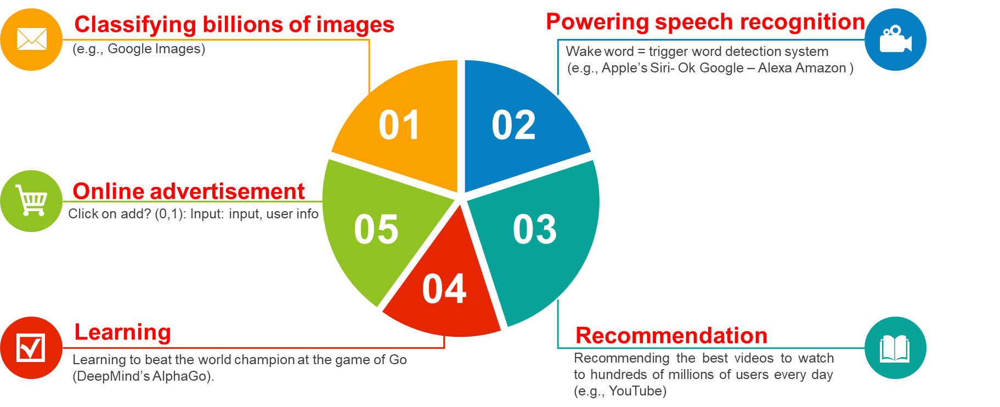 Classifying billions of images
(e.g., Google Images)
Powering speech recognition
Wake word = trigger word detection system
(e.g., Apple’s Siri- Ok Google – Alexa Amazon )
01
02
Online advertisement
Click on add? (0,1): Input: input, user info
05
03
04
Learning
Learning to beat the world champion at the game of Go
(DeepMind’s AlphaGo).
Recommendation
Recommending the best videos to watch
to hundreds of millions of users every day
(e.g., YouTube)